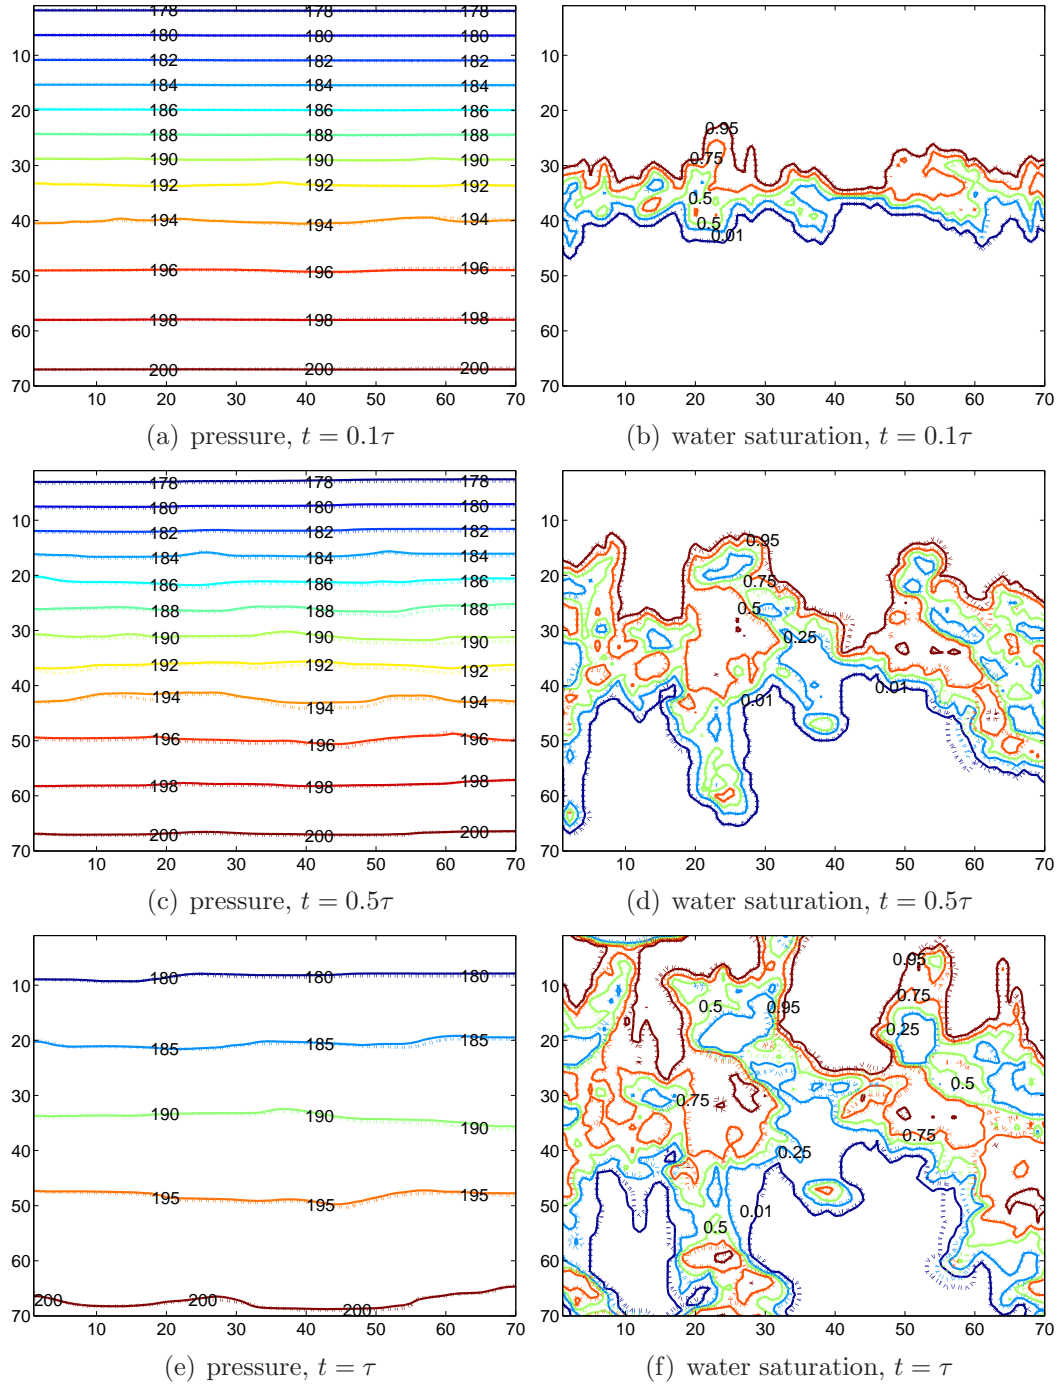 178 178 178
180 180 180
182 182 182
184 184 184
186 186 186
188 188 188
190 190 190
192 192 192
194 194 194
196 196 196
198 198 198
200 200 200
10
20
30
40
50
60
70
10 20 30 40 50 60 70
(a) pressure, t = 0.1τ
0.95
0.75
0.5
0.5
0.01
10
20
30
40
50
60
70
10 20 30 40 50 60 70
(b) water saturation, t = 0.1τ
178 178 178
180 180 180
182 182 182
184 184 184
186 186 186
188 188 188
190 190 190
192 192 192
194 194 194
196 196 196
198 198 198
200 200 200
10
20
30
40
50
60
70
10 20 30 40 50 60 70
(c) pressure, t = 0.5τ
0.95
0.75
0.5
0.25
0.01 0.01
10
20
30
40
50
60
70
10 20 30 40 50 60 70
(d) water saturation, t = 0.5τ
180 180 180
185 185 185
190 190 190
195 195 195
200 200 200
10
20
30
40
50
60
70
10 20 30 40 50 60 70
(e) pressure, t = τ
0.95
0.75
0.5 0.95
0.25
0.5
0.75
0.75
0.25
0.01
0.5
10
20
30
40
50
60
70
10 20 30 40 50 60 70
(f) water saturation, t = τ